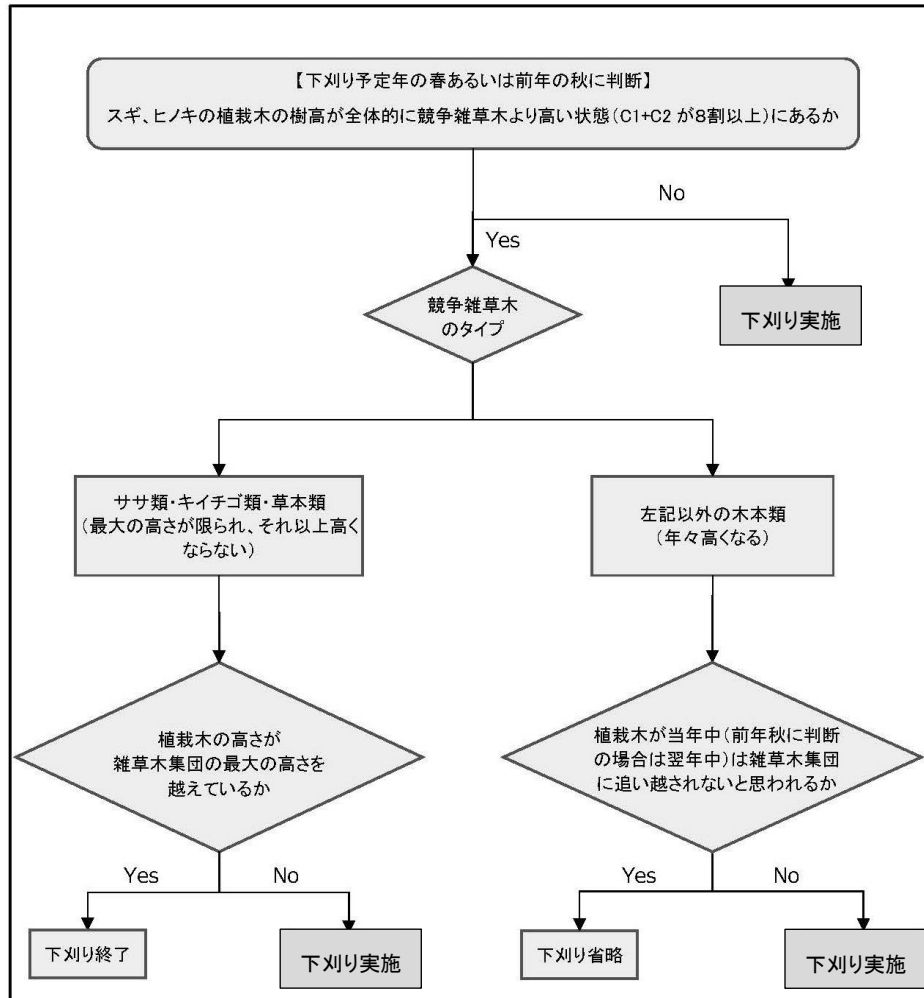 【下刈り予定年の春あるいは前年の秋に判断】
スギ、ヒノキの植栽木の樹高が全体的に競争雑草木より高い状態(C1+C2 が8割以上)にあるか
No
Yes
競争雑草木
のタイプ
下刈り実施
ササ類・キイチゴ類・草本類
(最大の高さが限られ、それ以上高く
ならない)
左記以外の木本類
(年々高くなる)
植栽木の高さが
雑草木集団の最大の高さを
越えているか
植栽木が当年中(前年秋に判断
の場合は翌年中)は雑草木集団
に追い越されないと思われるか
Yes
No
Yes
No
下刈り終了
下刈り実施
下刈り省略
下刈り実施